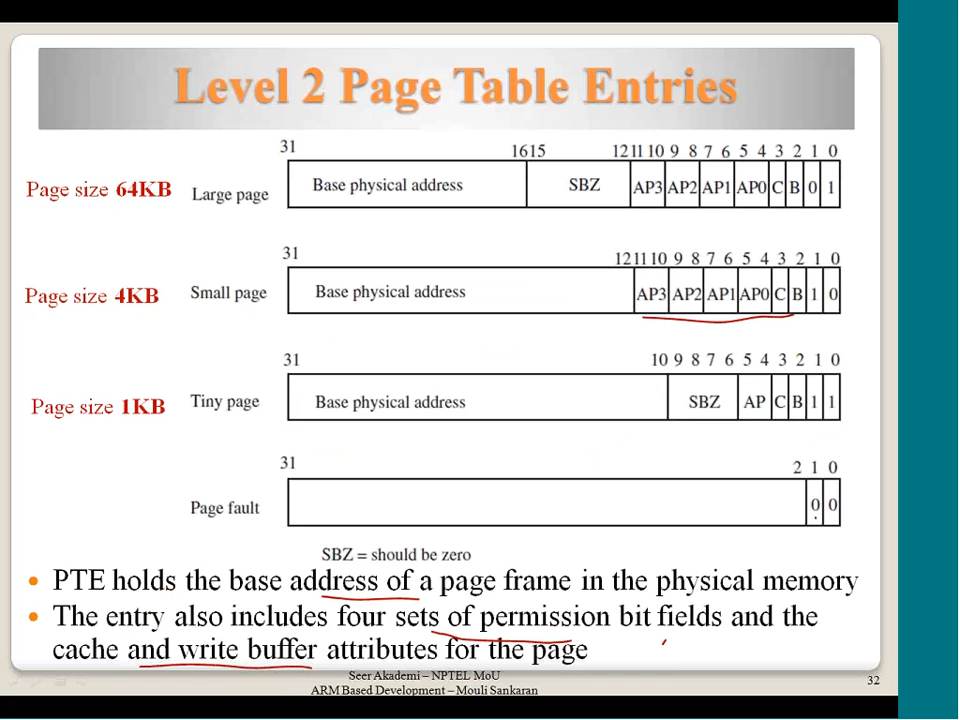 Level 2 Page Table Entries
31 16 15 12 11 10 9 8 7 6 5 4 3 2 1 0
Page size 64KB Large page Base physical address SBZ AP3 AP2 AP1 AP0 C B 0 1
31 12 11 10 9 8 7 6 5 4 3 2 1 0
Page size 4KB Small page Base physical address AP3 AP2 AP1 AP0 C B 1 0
31 10 9 8 7 6 5 4 3 2 1 0
Page size 1KB Tiny page Base physical address SBZ AP C B 1 1
31 2 1 0
Page fault 0 0
SBZ = should be zero
• PTE holds the base address of a page frame in the physical memory
• The entry also includes four sets of permission bit fields and the
cache and write buffer attributes for the page
Seer Akademi – NPTEL MoU
ARM Based Development – Mouli Sankaran
32